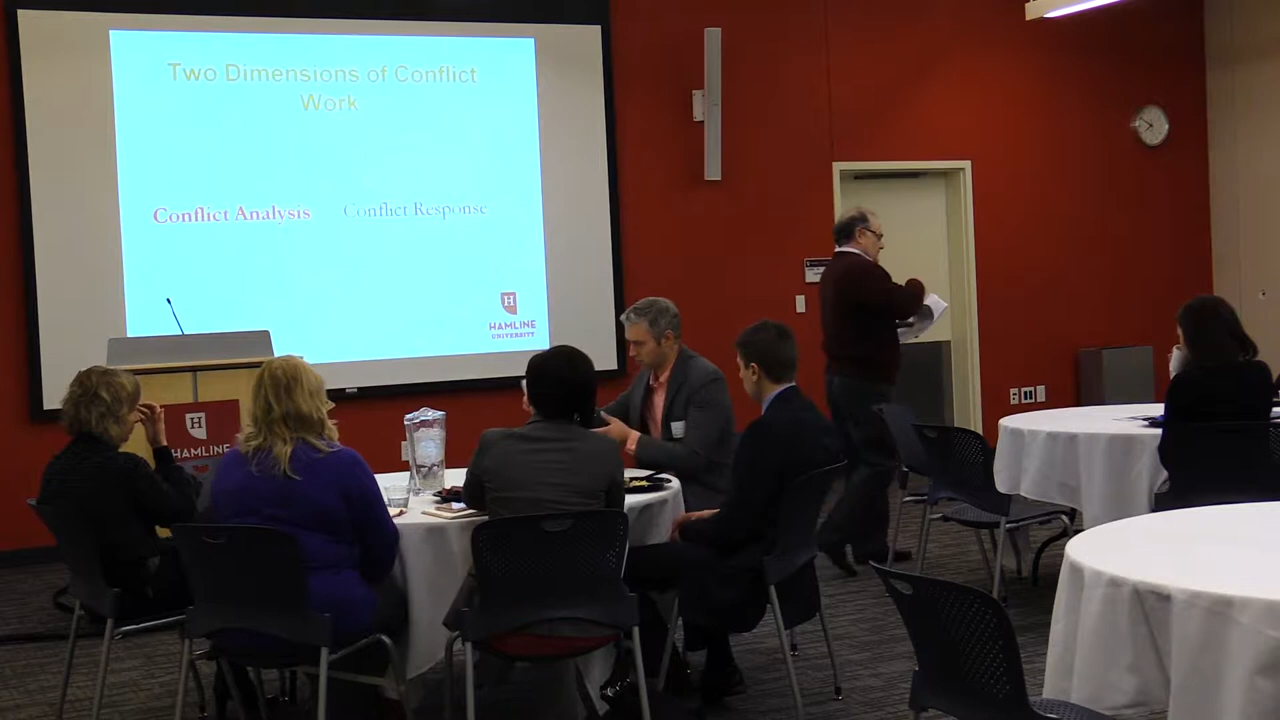 Two Dimensions of Conflict
Work
Conflict Analysis
Conflict Response
H
HAMLINE
UNIVERSITY
H
HAMLINE